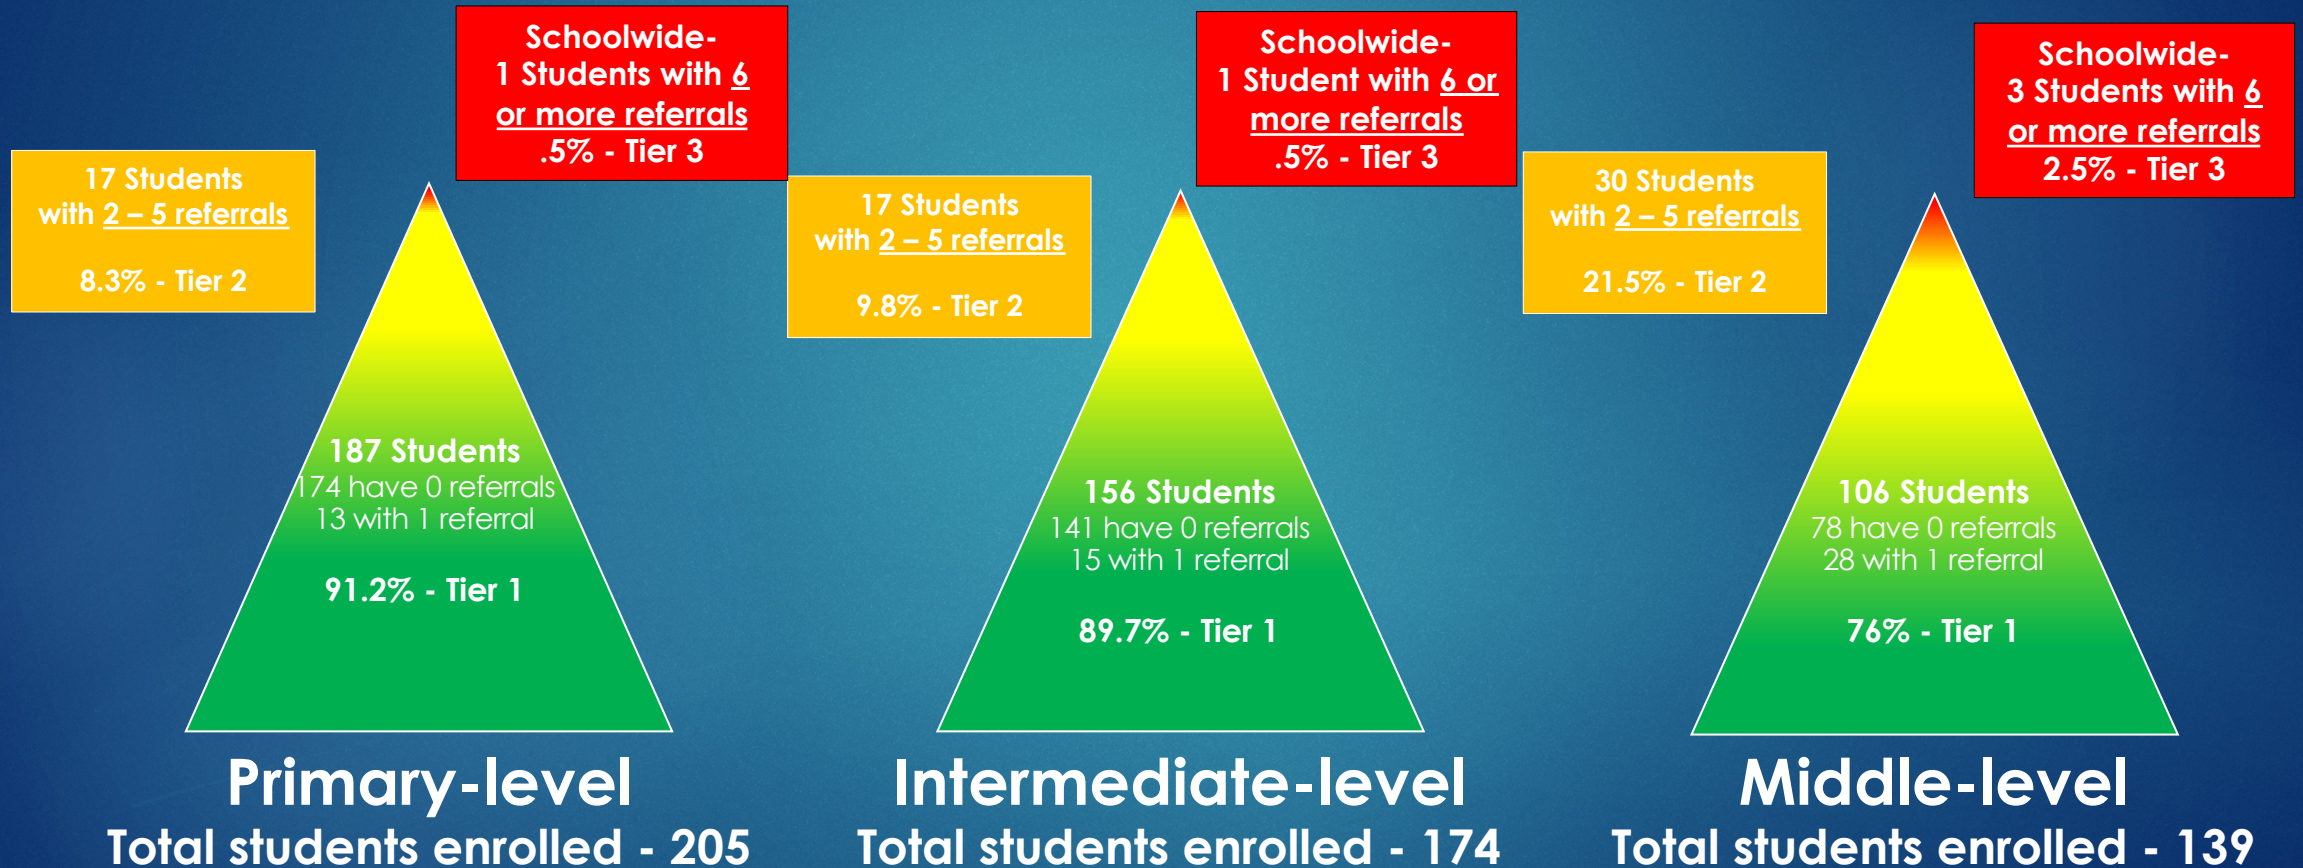 Schoolwide-
1 Students with 6
or more referrals
.5% - Tier 3
17 Students
with 2 – 5 referrals
8.3% - Tier 2
187 Students
174 have 0 referrals
13 with 1 referral
91.2% - Tier 1
Primary-level
Total students enrolled - 205
Schoolwide-
1 Student with 6 or
more referrals
.5% - Tier 3
17 Students
with 2 – 5 referrals
9.8% - Tier 2
156 Students
141 have 0 referrals
15 with 1 referral
89.7% - Tier 1
Intermediate-level
Total students enrolled - 174
Schoolwide-
3 Students with 6
or more referrals
2.5% - Tier 3
30 Students
with 2 – 5 referrals
21.5% - Tier 2
106 Students
78 have 0 referrals
28 with 1 referral
76% - Tier 1
Middle-level
Total students enrolled - 139